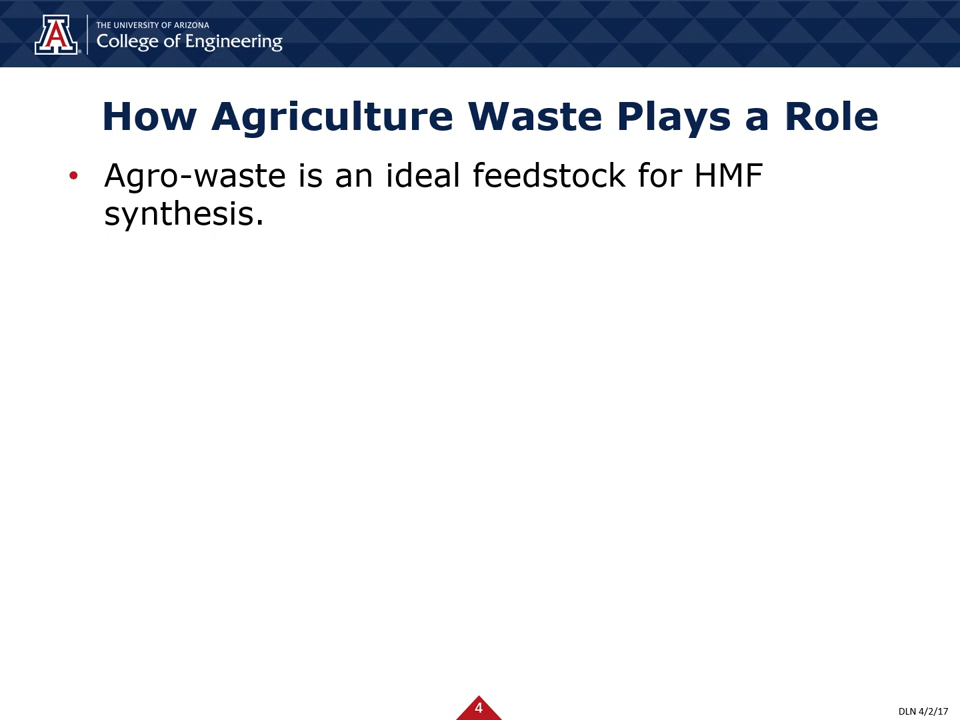 THE UNIVERSITY OF ARIZONA
College of Engineering
How Agriculture Waste Plays a Role
• Agro-waste is an ideal feedstock for HMF
synthesis.
4
DLN 4/2/17